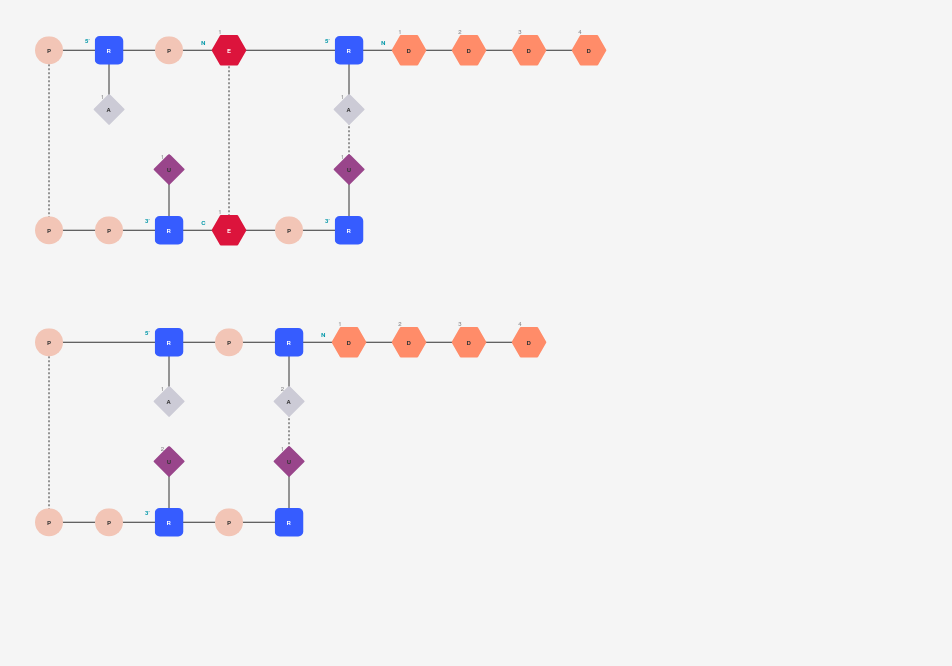 1 1 2 3 4
5' N 5' N
P R P E R D D D D
1 1
A A
1 1
U U
1
3' C 3'
P P R E P R
1 2 3 4
5' N
P R P R D D D D
1 2
A A
2 1
U U
3'
P P R P R